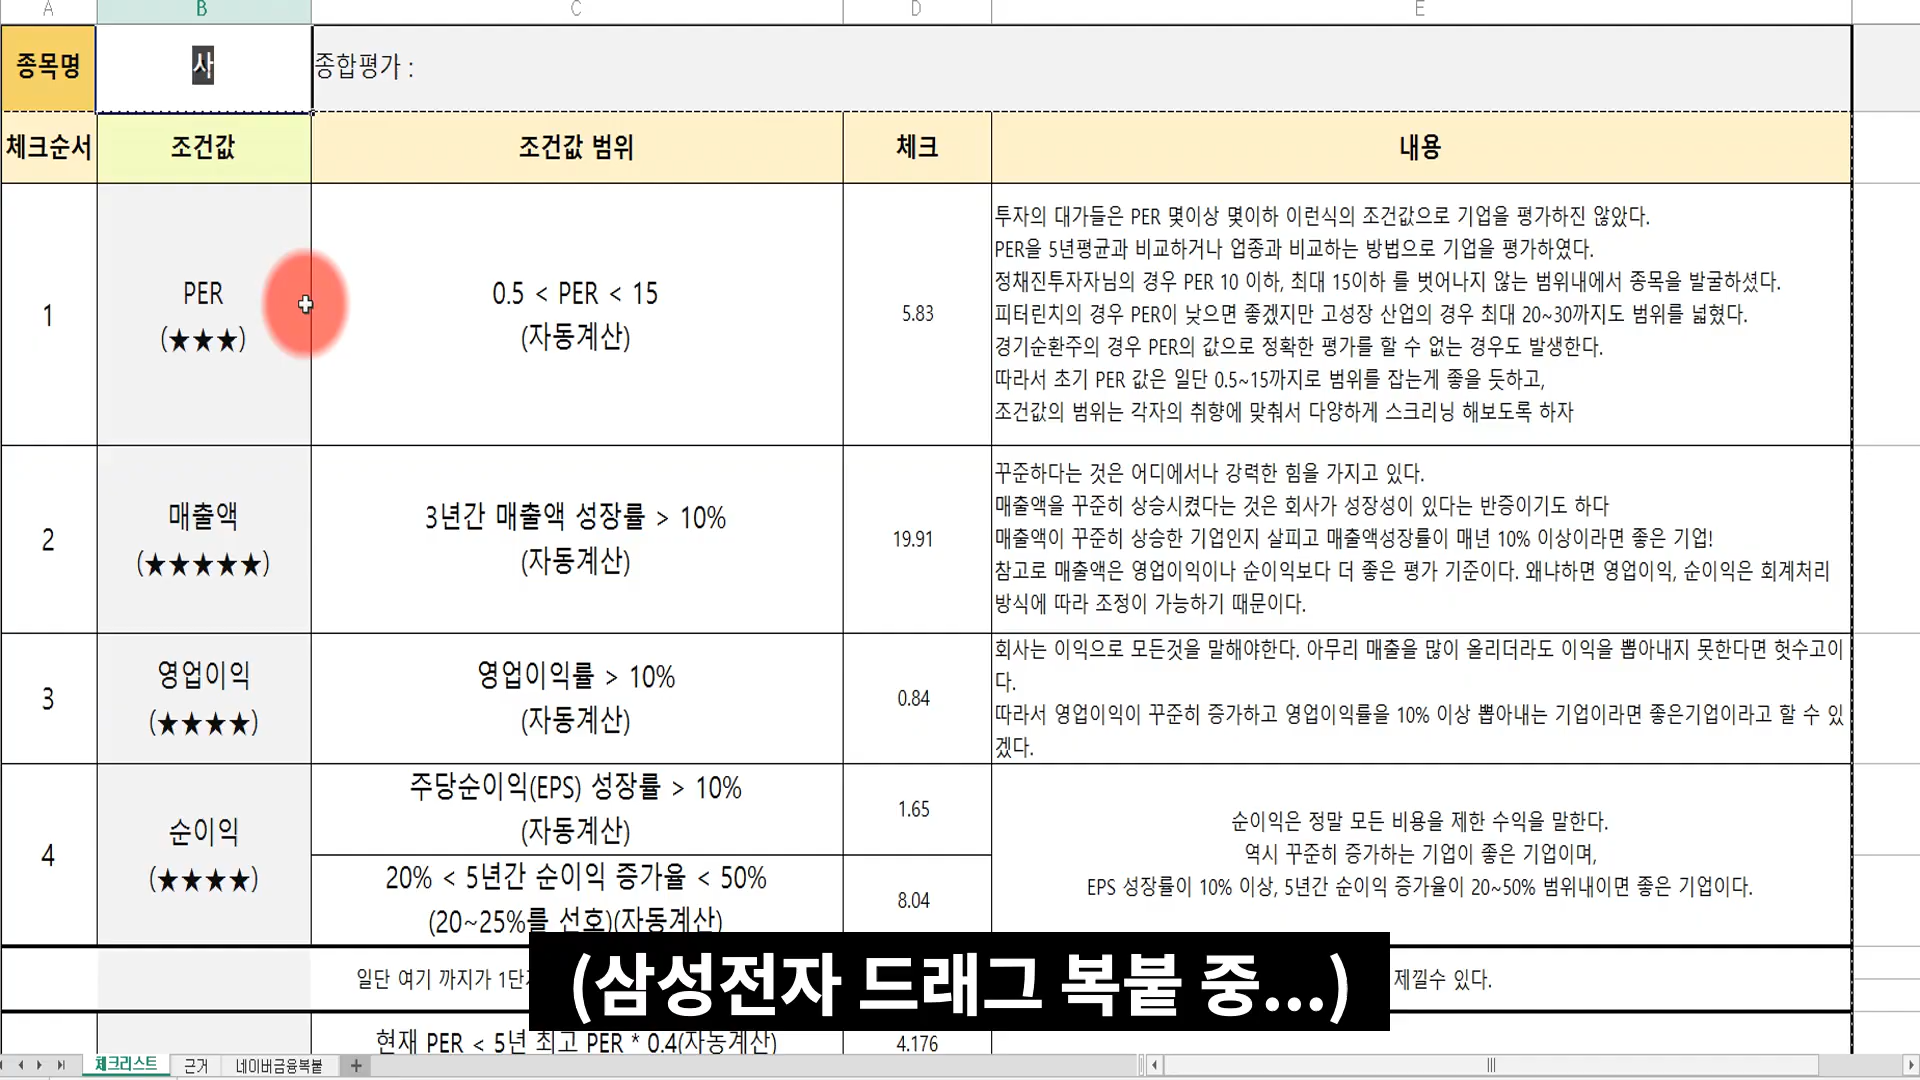 A B C D E
종목명 사 종합평가 :
체크순서 조건값 조건값 범위 체크 내용
1
PER
(★★★)
0.5 < PER < 15
(자동계산)
5.83
투자의 대가들은 PER 몇이상 몇이하 이런식의 조건값으로 기업을 평가하진 않았다.
PER을 5년평균과 비교하거나 업종과 비교하는 방법으로 기업을 평가하였다.
정채진투자자님의 경우 PER 10 이하, 최대 15이하 를 벗어나지 않는 범위내에서 종목을 발굴하셨다.
피터린치의 경우 PER이 낮으면 좋겠지만 고성장 산업의 경우 최대 20~30까지도 범위를 넓혔다.
경기순환주의 경우 PER의 값으로 정확한 평가를 할 수 없는 경우도 발생한다.
따라서 초기 PER 값은 일단 0.5~15까지로 범위를 잡는게 좋을 듯하고,
조건값의 범위는 각자의 취향에 맞춰서 다양하게 스크리닝 해보도록 하자
2
매출액
(★★★★★)
3년간 매출액 성장률 > 10%
(자동계산)
19.91
꾸준하다는 것은 어디에서나 강력한 힘을 가지고 있다.
매출액을 꾸준히 상승시켰다는 것은 회사가 성장성이 있다는 반증이기도 하다
매출액이 꾸준히 상승한 기업인지 살피고 매출액성장률이 매년 10% 이상이라면 좋은 기업!
참고로 매출액은 영업이익이나 순이익보다 더 좋은 평가 기준이다. 왜냐하면 영업이익, 순이익은 회계처리
방식에 따라 조정이 가능하기 때문이다.
3
영업이익
(★★★★)
영업이익률 > 10%
(자동계산)
0.84
회사는 이익으로 모든것을 말해야한다. 아무리 매출을 많이 올리더라도 이익을 뽑아내지 못한다면 헛수고이
다.
따라서 영업이익이 꾸준히 증가하고 영업이익률을 10% 이상 뽑아내는 기업이라면 좋은기업이라고 할 수 있
겠다.
4
순이익
(★★★★)
주당순이익(EPS) 성장률 > 10%
(자동계산)
1.65
20% < 5년간 순이익 증가율 < 50%
(20~25%를 선호)(자동계산)
8.04
순이익은 정말 모든 비용을 제한 수익을 말한다.
역시 꾸준히 증가하는 기업이 좋은 기업이며,
EPS 성장률이 10% 이상, 5년간 순이익 증가율이 20~50% 범위내이면 좋은 기업이다.
일단 여기 까지가 1단 제낄수 있다.
(삼성전자 드래그 복붙 중...)
현재 PER < 5년 최고 PER * 0.4(자동계산) 4.176
체크리스트 근거 네이버금융복붙